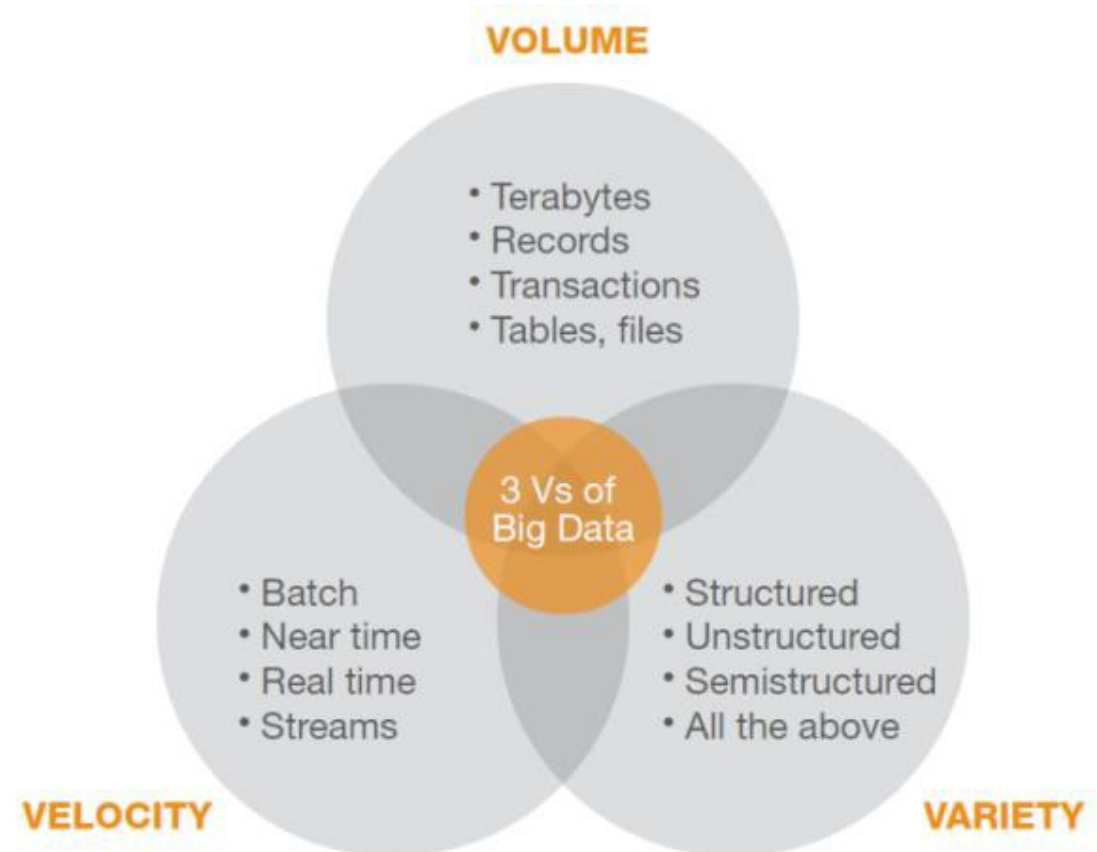 VOLUME
• Terabytes
• Records
• Transactions
• Tables, files
3 Vs of
Big Data
• Batch
• Near time
• Real time
• Streams
• Structured
• Unstructured
• Semistructured
• All the above
VELOCITY
VARIETY